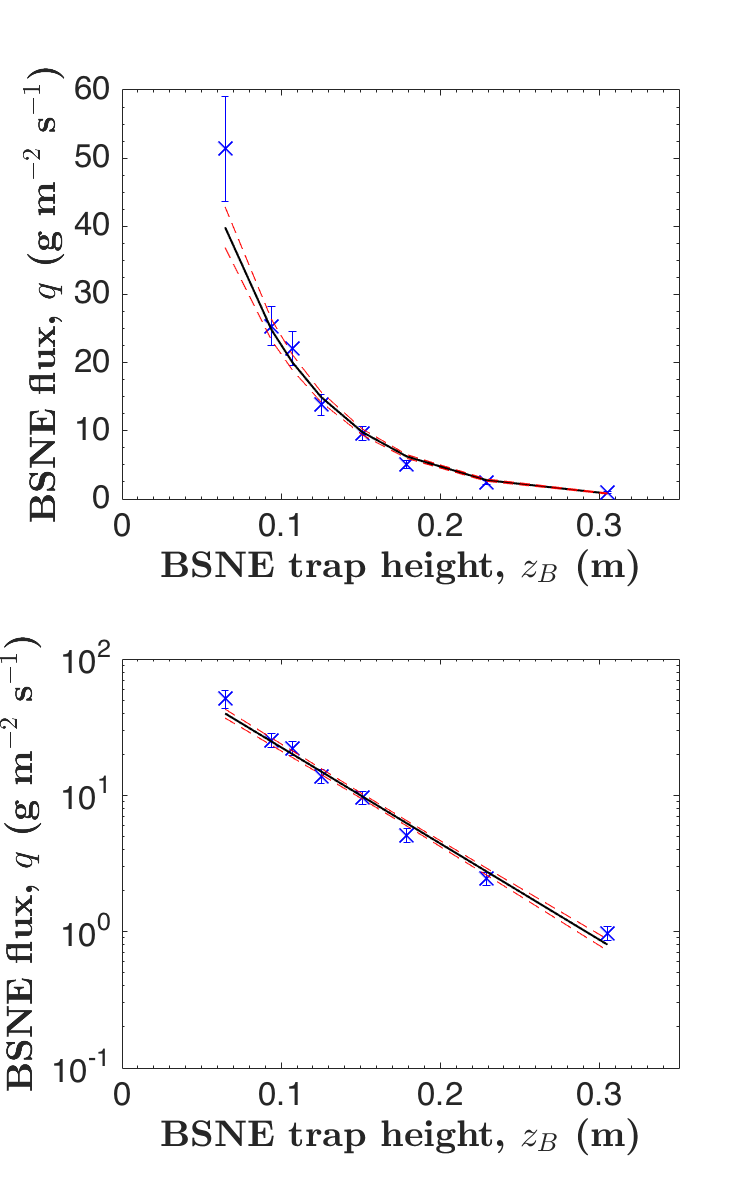 BSNE flux, q (g m⁻² s⁻¹)
60
50
40
30
20
10
0
0 0.1 0.2 0.3
BSNE trap height, z_B (m)
BSNE flux, q (g m⁻² s⁻¹)
10²
10¹
10⁰
10⁻¹
0 0.1 0.2 0.3
BSNE trap height, z_B (m)